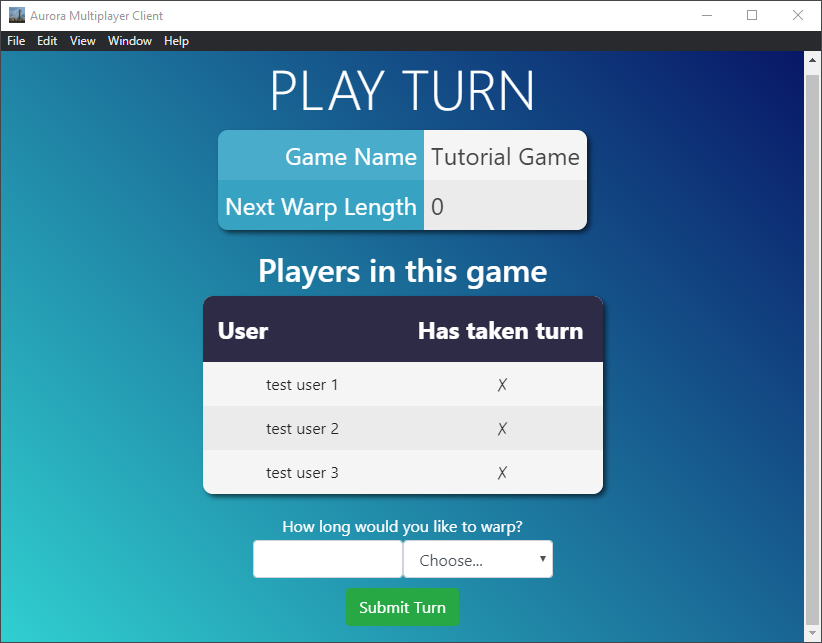 Aurora Multiplayer Client
File Edit View Window Help
PLAY TURN
Game Name Tutorial Game
Next Warp Length 0
Players in this game
User Has taken turn
test user 1 ✗
test user 2 ✗
test user 3 ✗
How long would you like to warp?
Choose...
Submit Turn